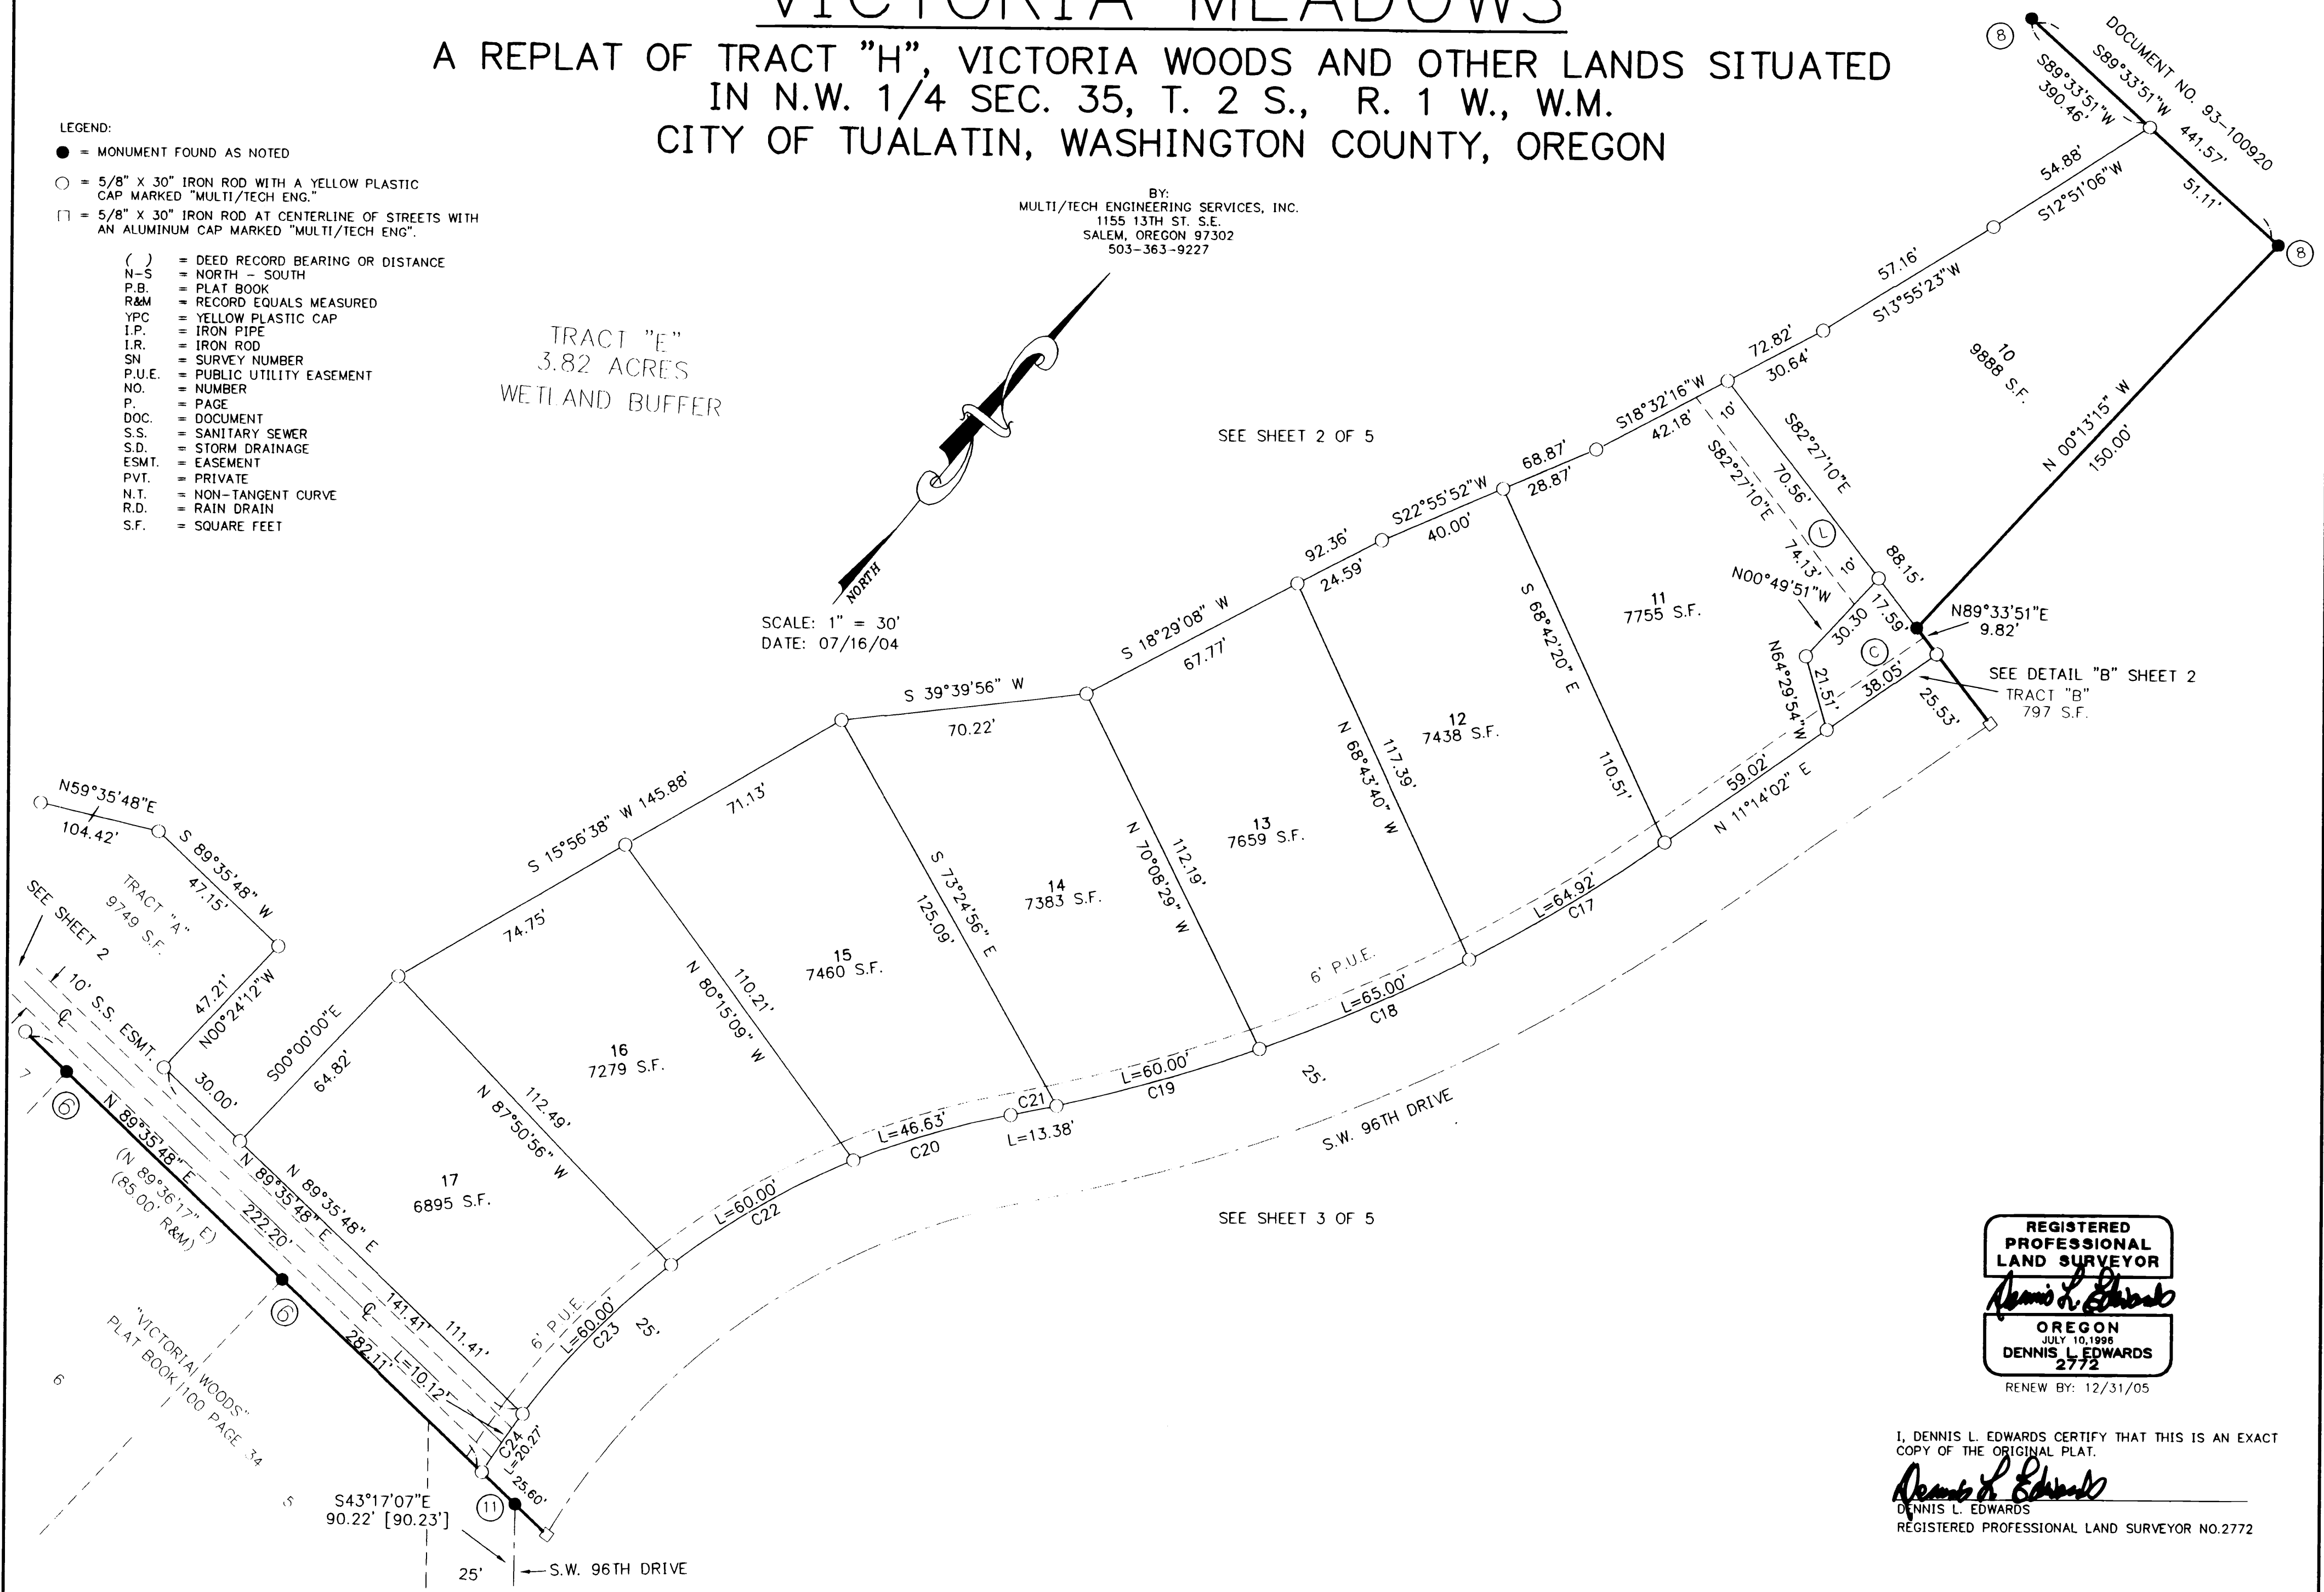 VICTORIA MEADOWS
A REPLAT OF TRACT "H", VICTORIA WOODS AND OTHER LANDS SITUATED
IN N.W. 1/4 SEC. 35, T. 2 S., R. 1 W., W.M.
CITY OF TUALATIN, WASHINGTON COUNTY, OREGON
BY:
MULTI/TECH ENGINEERING SERVICES, INC.
1155 13TH ST. S.E.
SALEM, OREGON 97302
503-363-9227
LEGEND:
= MONUMENT FOUND AS NOTED
= 5/8" X 30" IRON ROD WITH A YELLOW PLASTIC
CAP MARKED "MULTI/TECH ENG."
= 5/8" X 30" IRON ROD AT CENTERLINE OF STREETS WITH
AN ALUMINUM CAP MARKED "MULTI/TECH ENG".
( ) = DEED RECORD BEARING OR DISTANCE
N-S = NORTH - SOUTH
P.B. = PLAT BOOK
R&M = RECORD EQUALS MEASURED
YPC = YELLOW PLASTIC CAP
I.P. = IRON PIPE
I.R. = IRON ROD
SN = SURVEY NUMBER
P.U.E. = PUBLIC UTILITY EASEMENT
NO. = NUMBER
P. = PAGE
DOC. = DOCUMENT
S.S. = SANITARY SEWER
S.D. = STORM DRAINAGE
ESMT. = EASEMENT
PVT. = PRIVATE
N.T. = NON-TANGENT CURVE
R.D. = RAIN DRAIN
S.F. = SQUARE FEET
TRACT "E"
3.82 ACRES
WETLAND BUFFER
NORTH
SCALE: 1" = 30'
DATE: 07/16/04
SEE SHEET 2 OF 5
8
DOCUMENT NO. 93-100920
S89°33'51"W 441.57'
S89°33'51"W
390.46'
51.11'
8
54.88'
S12°51'06"W
57.16'
S13°55'23"W
10
9888 S.F.
N 00°13'15" W
150.00'
72.82'
30.64'
S18°32'16"W
42.18'
10'
S82°27'10"E
70.56'
S82°27'10"E
74.13'
L
10'
88.15'
17.59'
N00°49'51"W
30.30
C
N89°33'51"E
9.82'
SEE DETAIL "B" SHEET 2
TRACT "B"
797 S.F.
25.53'
38.05'
N64°29'54"W
21.51'
68.87'
28.87'
S22°55'52"W
40.00'
92.36'
24.59'
11
7755 S.F.
S 68°42'20" E
110.51'
59.02'
N 11°14'02" E
S 18°29'08" W
67.77'
12
7438 S.F.
117.39'
N 68°43'40" W
L=64.92'
C17
S 39°39'56" W
70.22'
13
7659 S.F.
112.19'
N 70°08'29" W
6' P.U.E.
L=65.00'
C18
S 15°56'38" W 145.88'
71.13'
74.75'
14
7383 S.F.
S 73°24'56" E
125.09'
L=60.00'
C19
25'
S.W. 96TH DRIVE
15
7460 S.F.
110.21'
N 80°15'09" W
C21
L=13.38'
L=46.63'
C20
16
7279 S.F.
112.49'
N 87°50'56" W
L=60.00'
C22
17
6895 S.F.
6' P.U.E.
L=60.00'
C23
25'
SEE SHEET 3 OF 5
N59°35'48"E
104.42'
S 89°35'48" W
47.15'
TRACT "A"
9749 S.F.
SEE SHEET 2
10' S.S. ESMT.
47.21'
N00°24'12"W
30.00'
S00°00'00"E
64.82'
7
6
N 89°35'48" E
(N 89°36'17" E)
(85.00' R&M)
N 89°35'48" E
N 89°35'48" E
222.20'
6
141.41'
111.41'
282.11'
L=10.12'
C24
L=20.27'
25.60'
"VICTORIA WOODS"
PLAT BOOK 100 PAGE 34
6
5
11
S43°17'07"E
90.22' [90.23']
25'
S.W. 96TH DRIVE
REGISTERED
PROFESSIONAL
LAND SURVEYOR
Dennis L. Edwards
OREGON
JULY 10,1996
DENNIS L. EDWARDS
2772
RENEW BY: 12/31/05
I, DENNIS L. EDWARDS CERTIFY THAT THIS IS AN EXACT
COPY OF THE ORIGINAL PLAT.
Dennis L. Edwards
DENNIS L. EDWARDS
REGISTERED PROFESSIONAL LAND SURVEYOR NO.2772